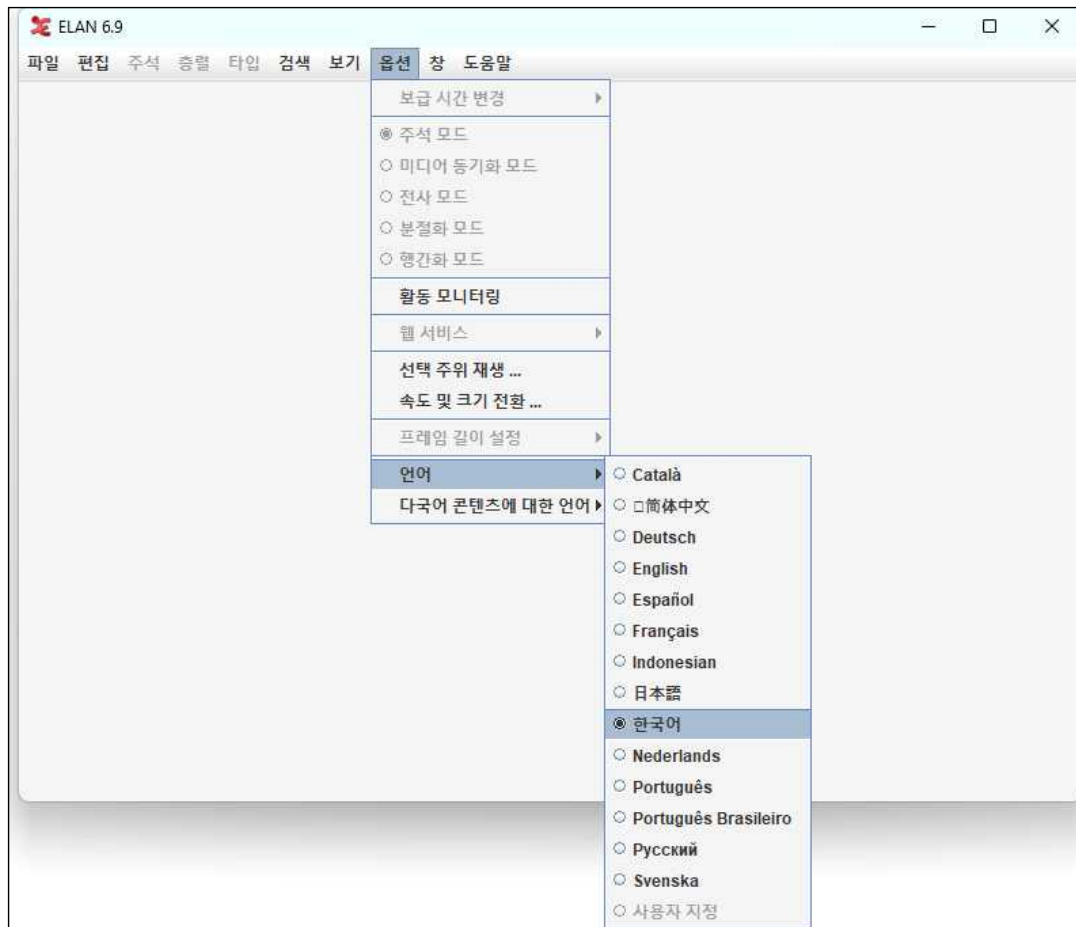 ELAN 6.9
파일 편집 주석 층렬 타입 검색 보기 옵션 창 도움말
보급 시간 변경
주석 모드
미디어 동기화 모드
전사 모드
분절화 모드
행간화 모드
활동 모니터링
웹 서비스
선택 주위 재생 ...
속도 및 크기 전환 ...
프레임 길이 설정
언어
다국어 콘텐츠에 대한 언어
Català
□简体中文
Deutsch
English
Español
Français
Indonesian
日本語
한국어
Nederlands
Português
Português Brasileiro
Русский
Svenska
사용자 지정